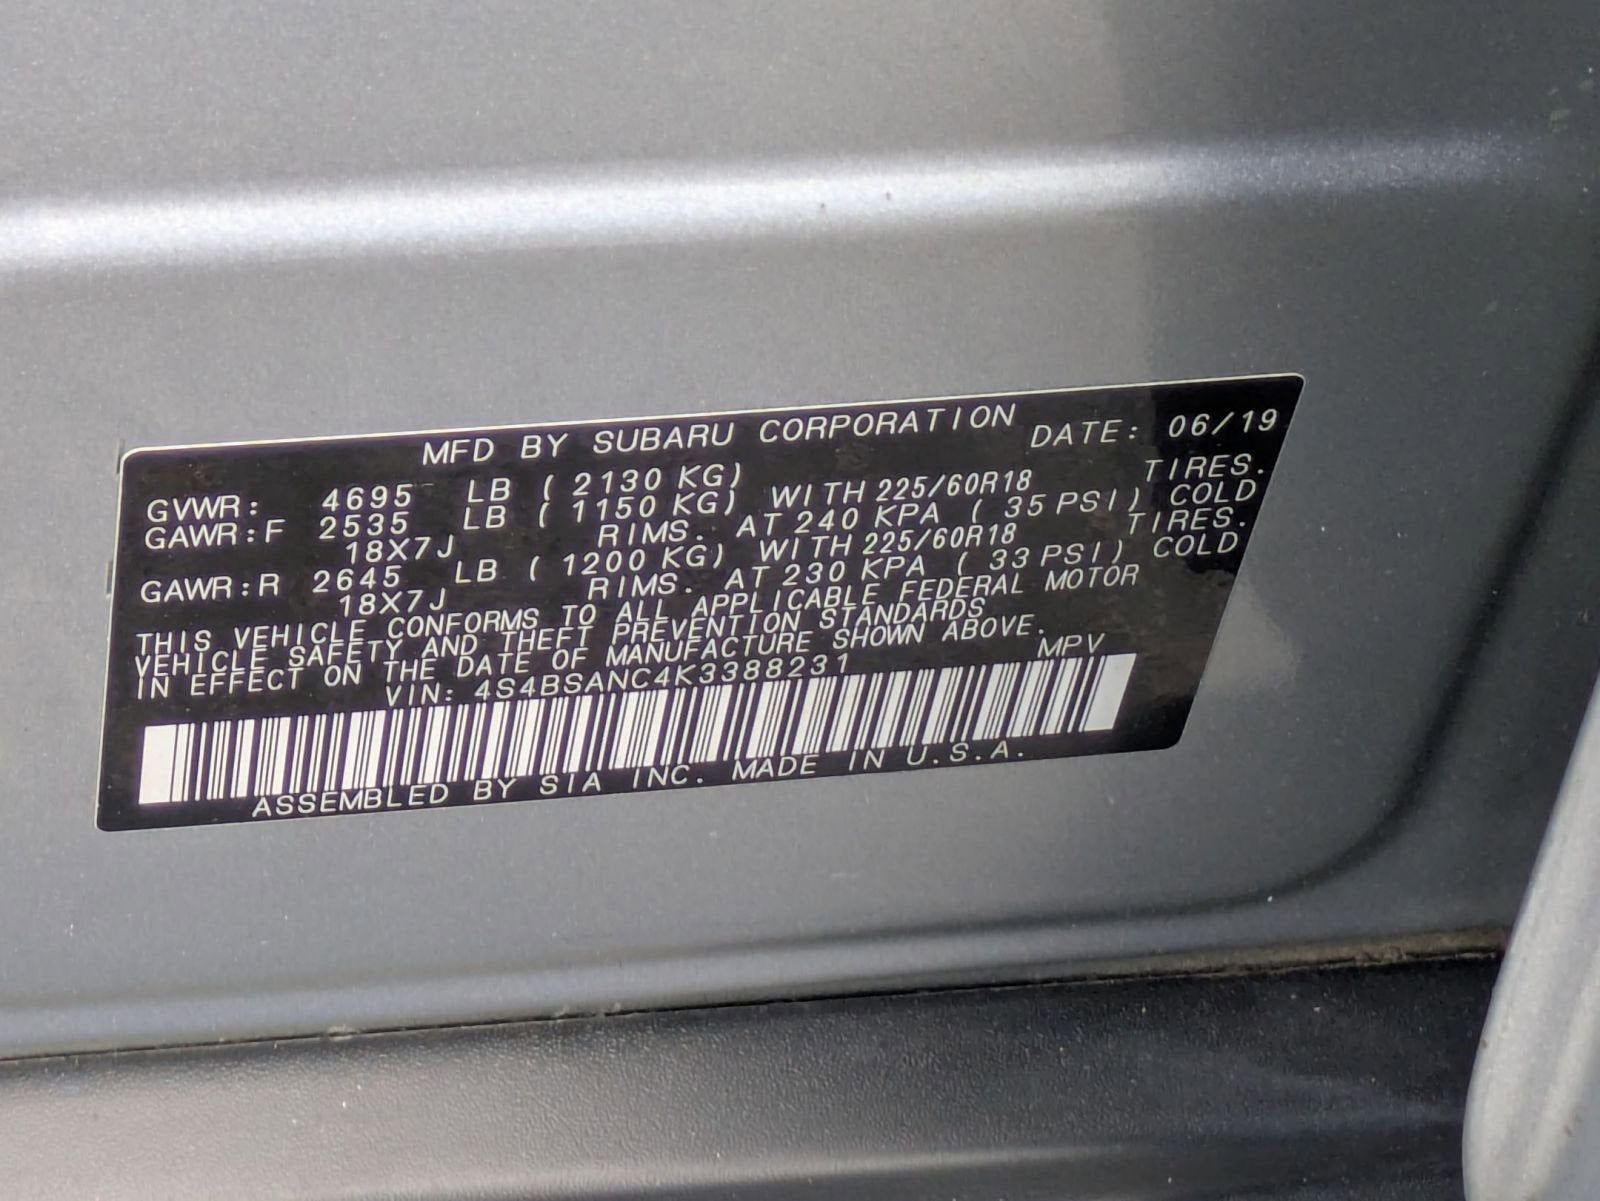 MFD BY SUBARU CORPORATION DATE: 06/19
GVWR: 4695 LB ( 2130 KG)
GAWR:F 2535 LB ( 1150 KG) WITH 225/60R18 TIRES.
18X7J RIMS. AT 240 KPA ( 35 PSI) COLD
GAWR:R 2645 LB ( 1200 KG) WITH 225/60R18 TIRES.
18X7J RIMS. AT 230 KPA ( 33 PSI) COLD
THIS VEHICLE CONFORMS TO ALL APPLICABLE FEDERAL MOTOR
VEHICLE SAFETY AND THEFT PREVENTION STANDARDS
IN EFFECT ON THE DATE OF MANUFACTURE SHOWN ABOVE.
VIN: 4S4BSANC4K3388231 MPV
ASSEMBLED BY SIA INC. MADE IN U.S.A.